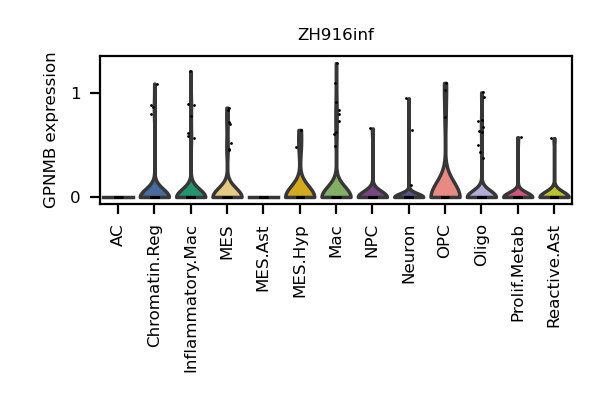 ZH916inf
GPNMB expression
1
0
AC
Chromatin.Reg
Inflammatory.Mac
MES
MES.Ast
MES.Hyp
Mac
NPC
Neuron
OPC
Oligo
Prolif.Metab
Reactive.Ast